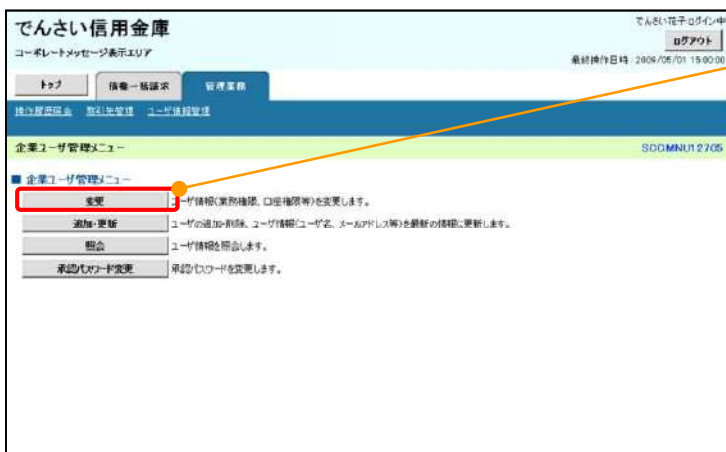 でんさい信用金庫
コーポレートメッセージ表示エリア
でんさい花子:ログイン中
ログアウト
最終操作日時 2009/05/01 15:00:00
トップ
債権一括請求
管理業務
操作履歴照会 取引先管理 ユーザ情報管理
企業ユーザ管理メニュー
SCCMNU12705
■ 企業ユーザ管理メニュー
変更
ユーザ情報(業務権限、口座権限等)を変更します。
追加・更新
ユーザの追加・削除、ユーザ情報(ユーザ名、メールアドレス等)を最新の情報に更新します。
照会
ユーザ情報を照会します。
承認パスワード変更
承認パスワードを変更します。